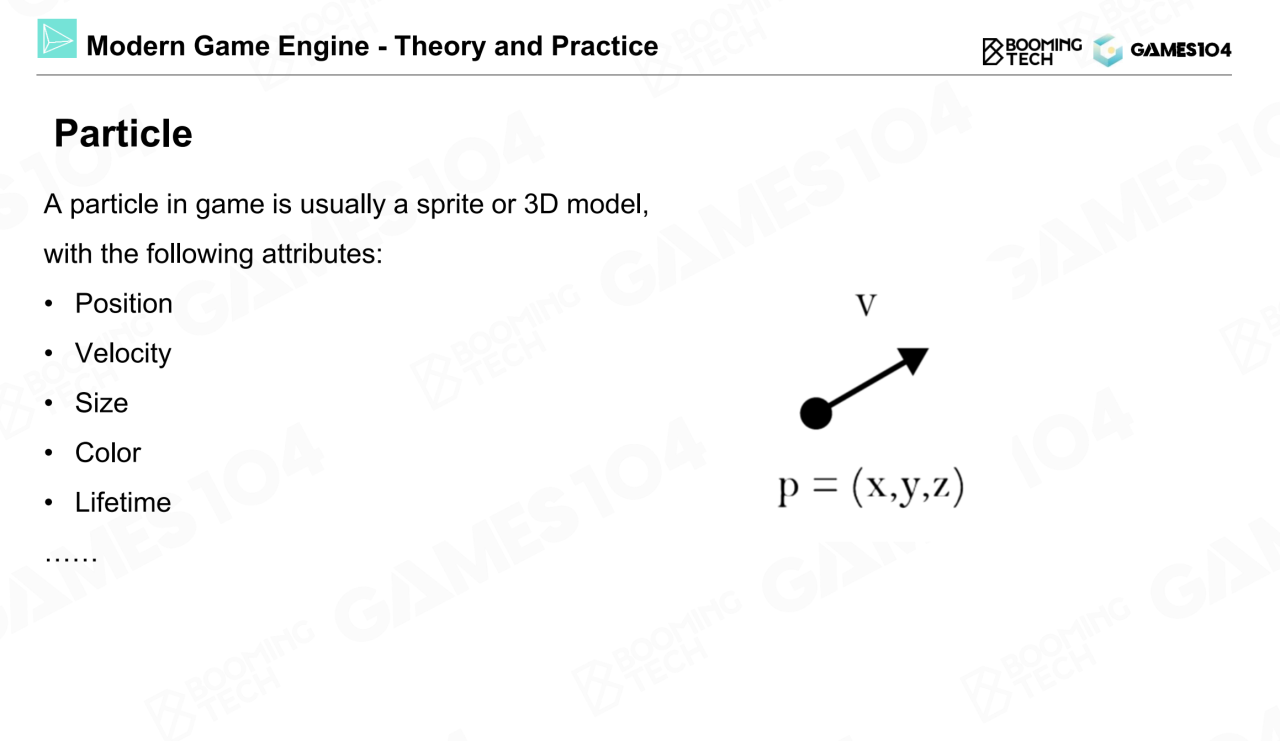 Modern Game Engine - Theory and Practice
BOOMING
TECH
GAMES104
Particle
A particle in game is usually a sprite or 3D model,
with the following attributes:
• Position
• Velocity
• Size
• Color
• Lifetime
……
v
p = (x,y,z)